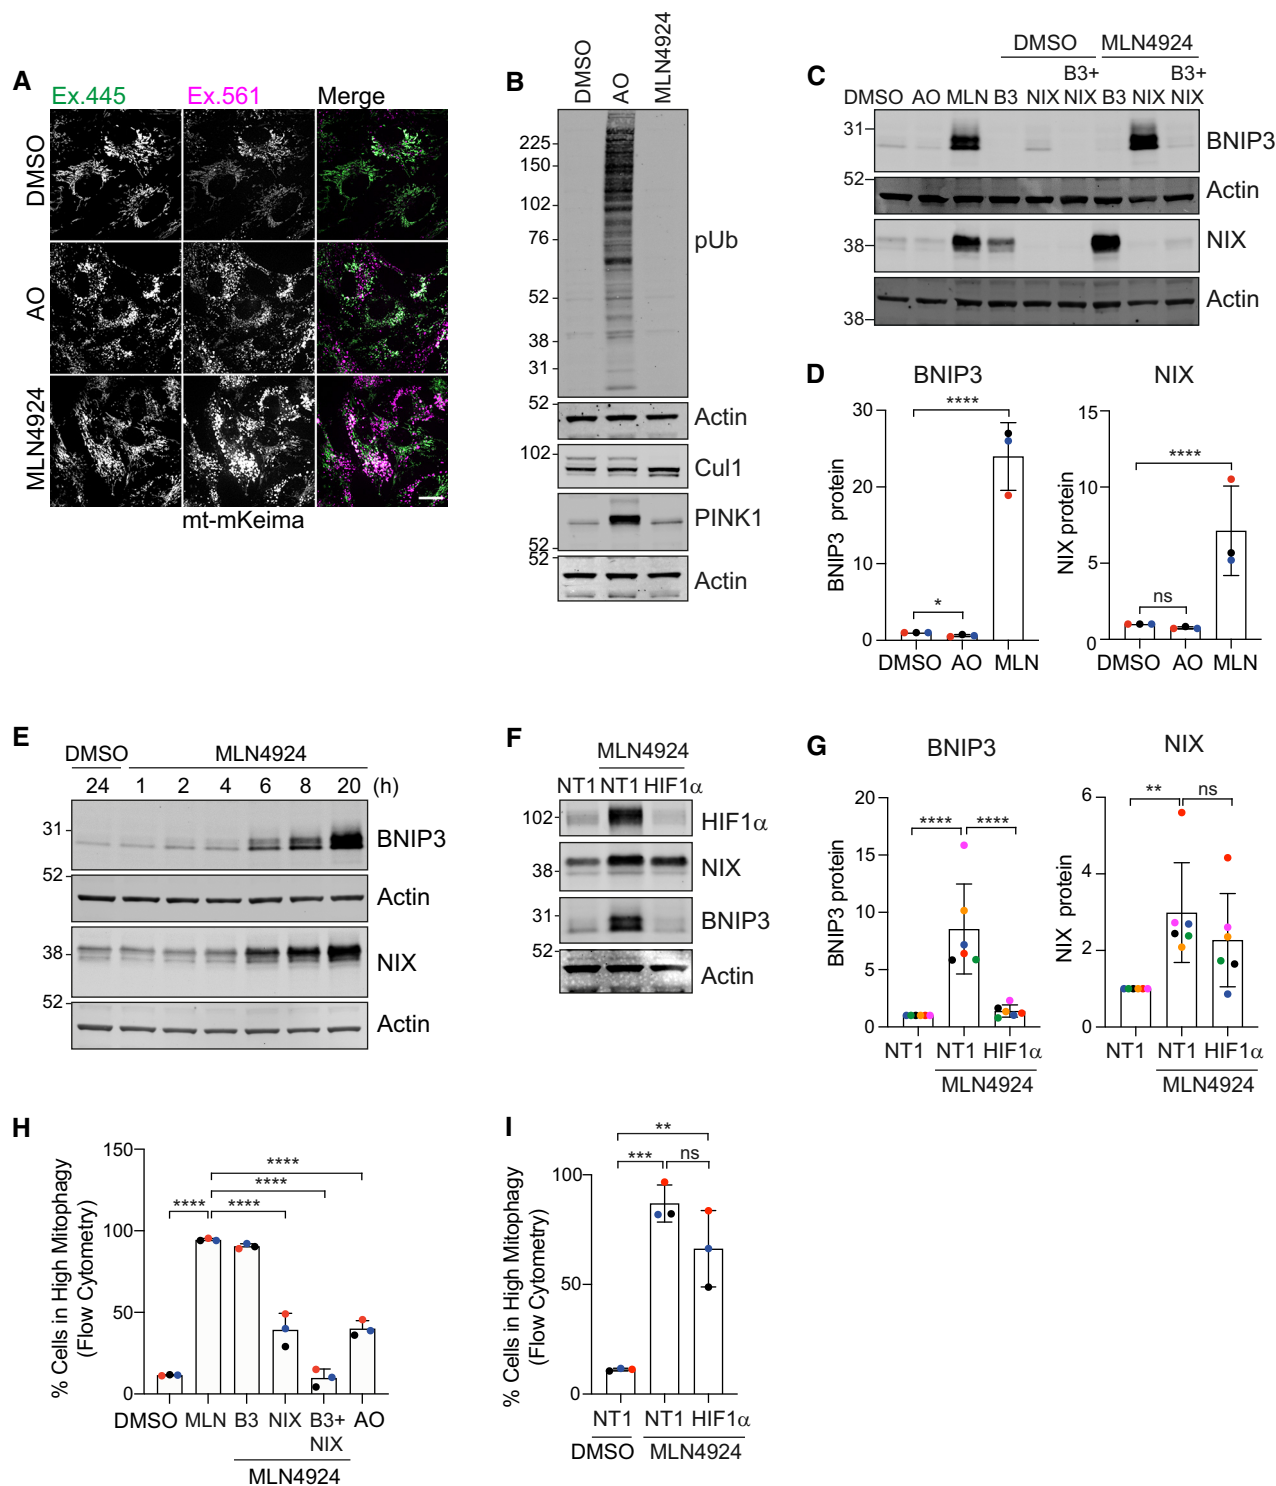 A
Ex.445 Ex.561 Merge
DMSO
AO
MLN4924
mt-mKeima
B
DMSO
AO
MLN4924
225
150
102
76
52
38
31
pUb
52
Actin
102
Cul1
PINK1
52
52
Actin
C
DMSO MLN4924
B3+ B3+
DMSO AO MLN B3 NIX NIX B3 NIX NIX
31
BNIP3
52
Actin
38
NIX
Actin
38
D
BNIP3
BNIP3 protein
30
20
10
0
****
*
DMSO AO MLN
NIX
NIX protein
15
10
5
0
****
ns
DMSO AO MLN
E
DMSO MLN4924
24 1 2 4 6 8 20 (h)
31
BNIP3
52
Actin
38
NIX
52
Actin
F
MLN4924
NT1 NT1 HIF1α
102
HIF1α
38
NIX
31
BNIP3
52
Actin
G
BNIP3
BNIP3 protein
20
15
10
5
0
**** ****
NT1 NT1 HIF1α
MLN4924
NIX
NIX protein
6
4
2
0
** ns
NT1 NT1 HIF1α
MLN4924
H
% Cells in High Mitophagy
(Flow Cytometry)
150
100
50
0
****
****
**** ****
DMSO MLN B3 NIX B3+ AO
NIX
MLN4924
I
% Cells in High Mitophagy
(Flow Cytometry)
100
50
0
**
*** ns
NT1 NT1 HIF1α
DMSO MLN4924